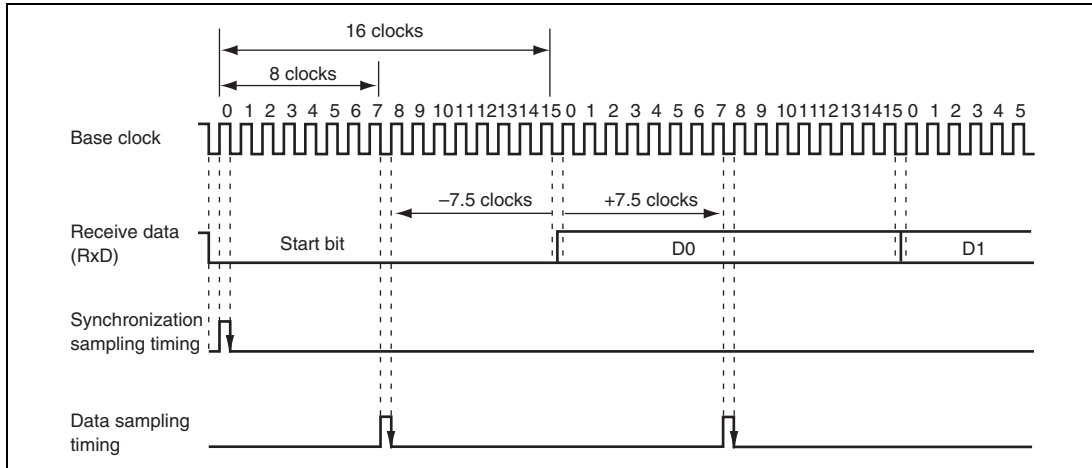 16 clocks
8 clocks
0 1 2 3 4 5 6 7 8 9 10 11 12 13 14 15 0 1 2 3 4 5 6 7 8 9 10 11 12 13 14 15 0 1 2 3 4 5
Base clock
–7.5 clocks +7.5 clocks
Receive data
(RxD)
Start bit D0 D1
Synchronization
sampling timing
Data sampling
timing